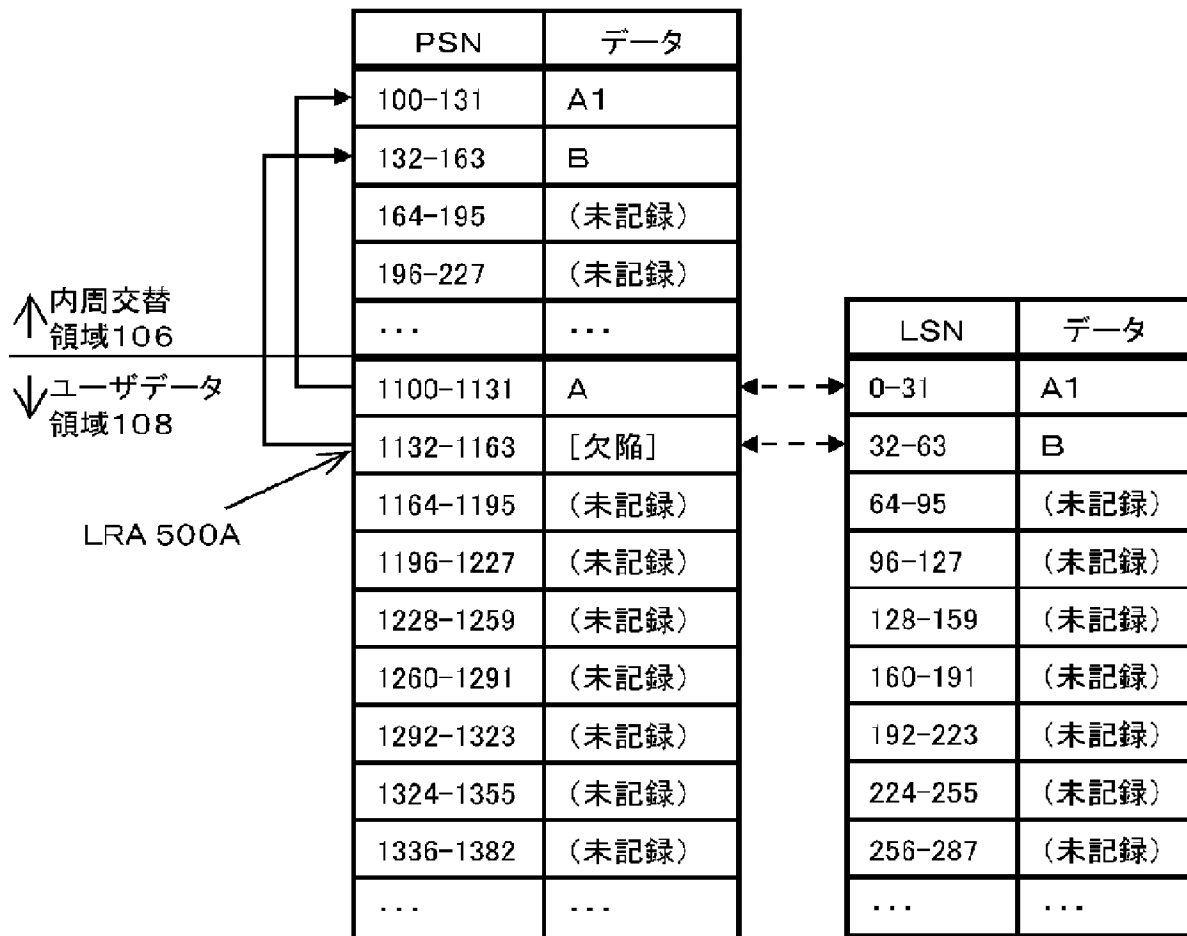 PSN データ
100-131 A1
132-163 B
164-195 (未記録)
196-227 (未記録)
... ...
内周交替
領域106
ユーザデータ
領域108
1100-1131 A
1132-1163 [欠陥]
1164-1195 (未記録)
1196-1227 (未記録)
1228-1259 (未記録)
1260-1291 (未記録)
1292-1323 (未記録)
1324-1355 (未記録)
1336-1382 (未記録)
... ...
LRA 500A
LSN データ
0-31 A1
32-63 B
64-95 (未記録)
96-127 (未記録)
128-159 (未記録)
160-191 (未記録)
192-223 (未記録)
224-255 (未記録)
256-287 (未記録)
... ...